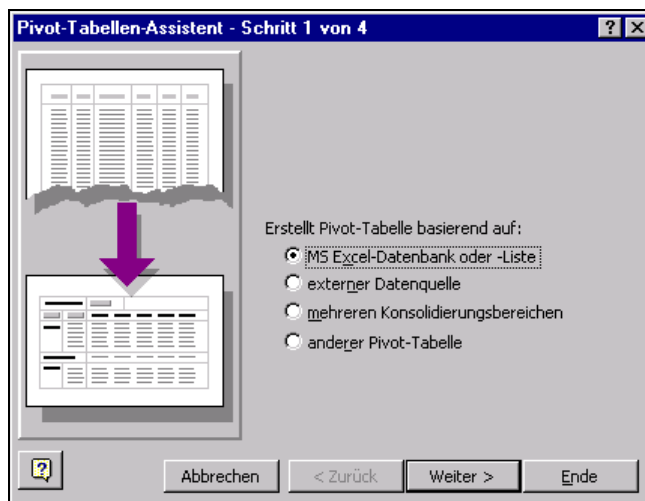 Pivot-Tabellen-Assistent - Schritt 1 von 4
Erstellt Pivot-Tabelle basierend auf:
MS Excel-Datenbank oder -Liste
externer Datenquelle
mehreren Konsolidierungsbereichen
anderer Pivot-Tabelle
Abbrechen < Zurück Weiter > Ende